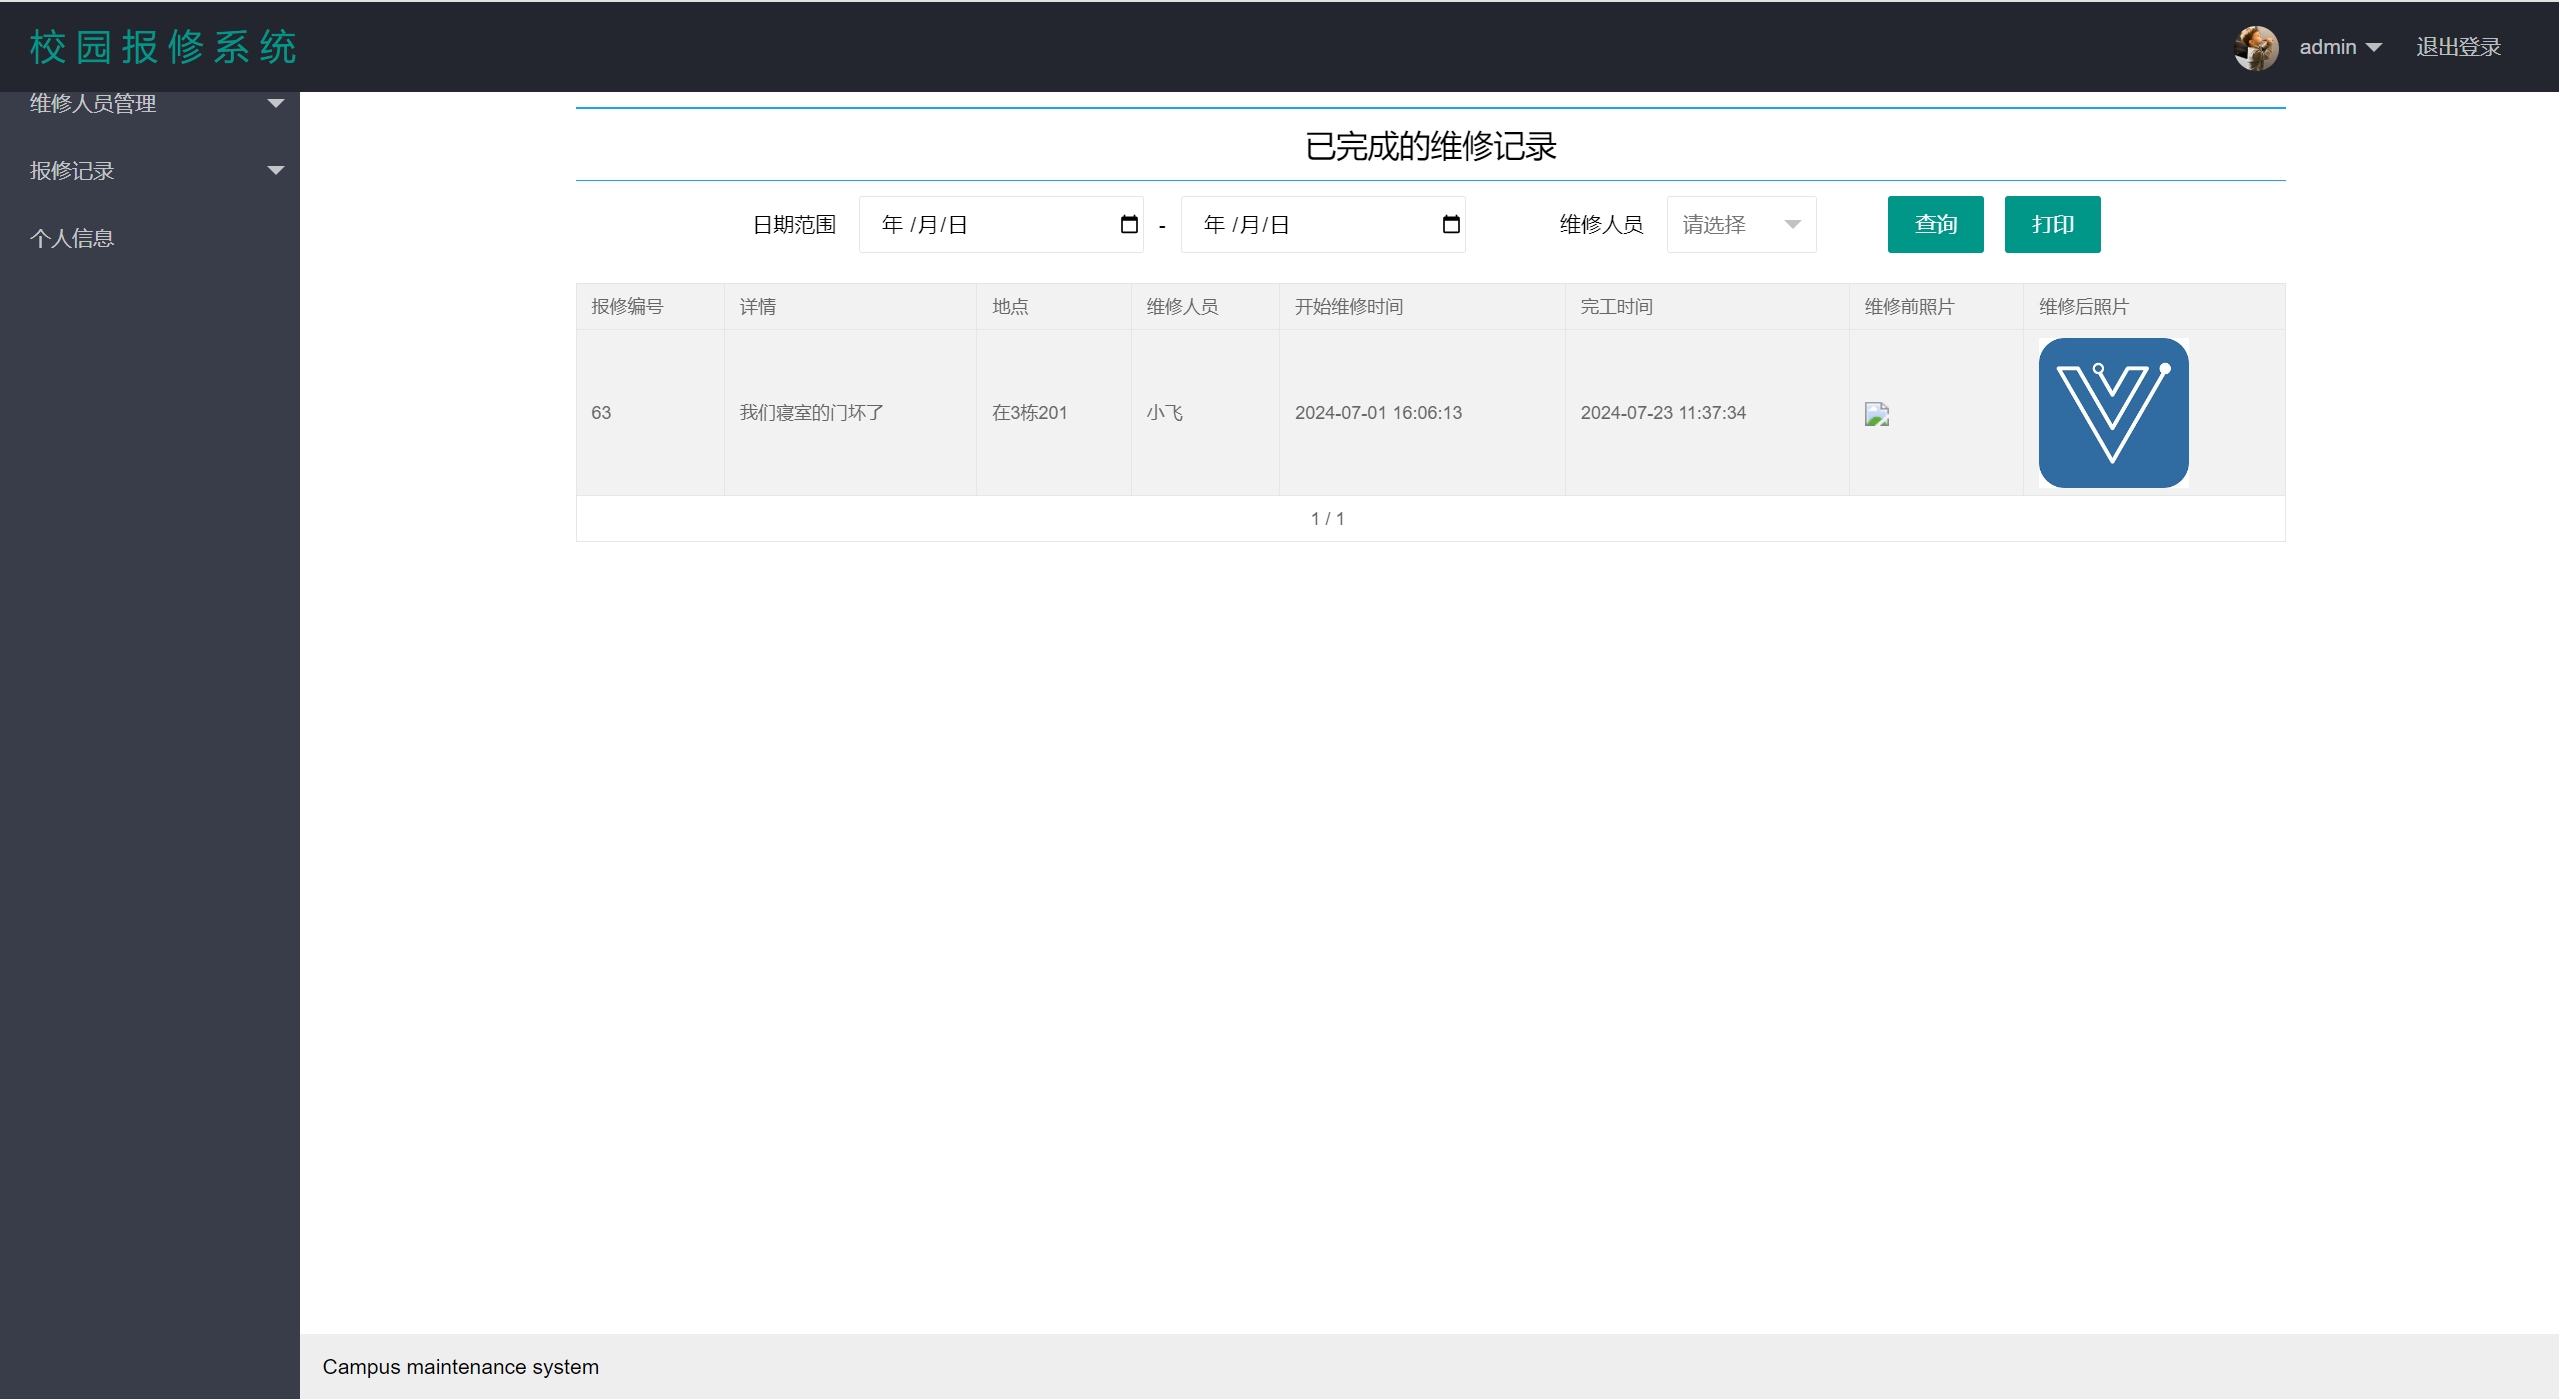 校园报修系统
admin 退出登录
维修人员管理
报修记录
个人信息
已完成的维修记录
日期范围 年 /月/日 - 年 /月/日 维修人员 请选择 查询 打印
报修编号 详情 地点 维修人员 开始维修时间 完工时间 维修前照片 维修后照片
63 我们寝室的门坏了 在3栋201 小飞 2024-07-01 16:06:13 2024-07-23 11:37:34
1 / 1
Campus maintenance system